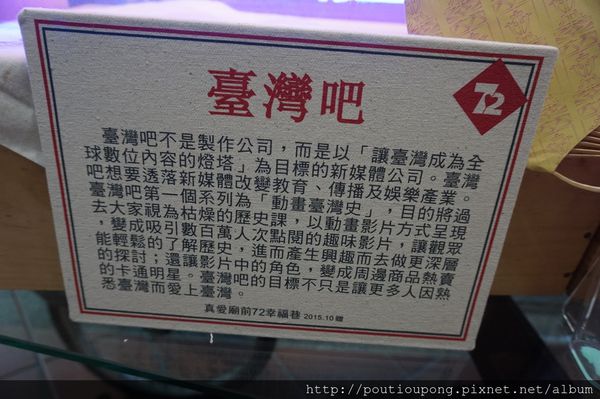 臺灣吧
72
臺灣吧不是製作公司，而是以「讓臺灣成為全
球數位內容的燈塔」為目標的新媒體公司。臺灣
吧想要透落新媒體改變教育、傳播及娛樂產業。
臺灣吧第一個系列為「動畫臺灣史」，目的將過
去大家視為枯燥的歷史課，以動畫影片方式呈現
，變成吸引數百萬人次點閱的趣味影片，讓觀眾
能輕鬆的了解歷史，進而產生興趣而去做更深層
的探討；還讓影片中的角色，變成周邊商品熱賣
的卡通明星。臺灣吧的目標不只是讓更多人因熟
悉臺灣而愛上臺灣。
真愛廟前72幸福巷 2015.10 贈
http://poutioupong.pixnet.net/album